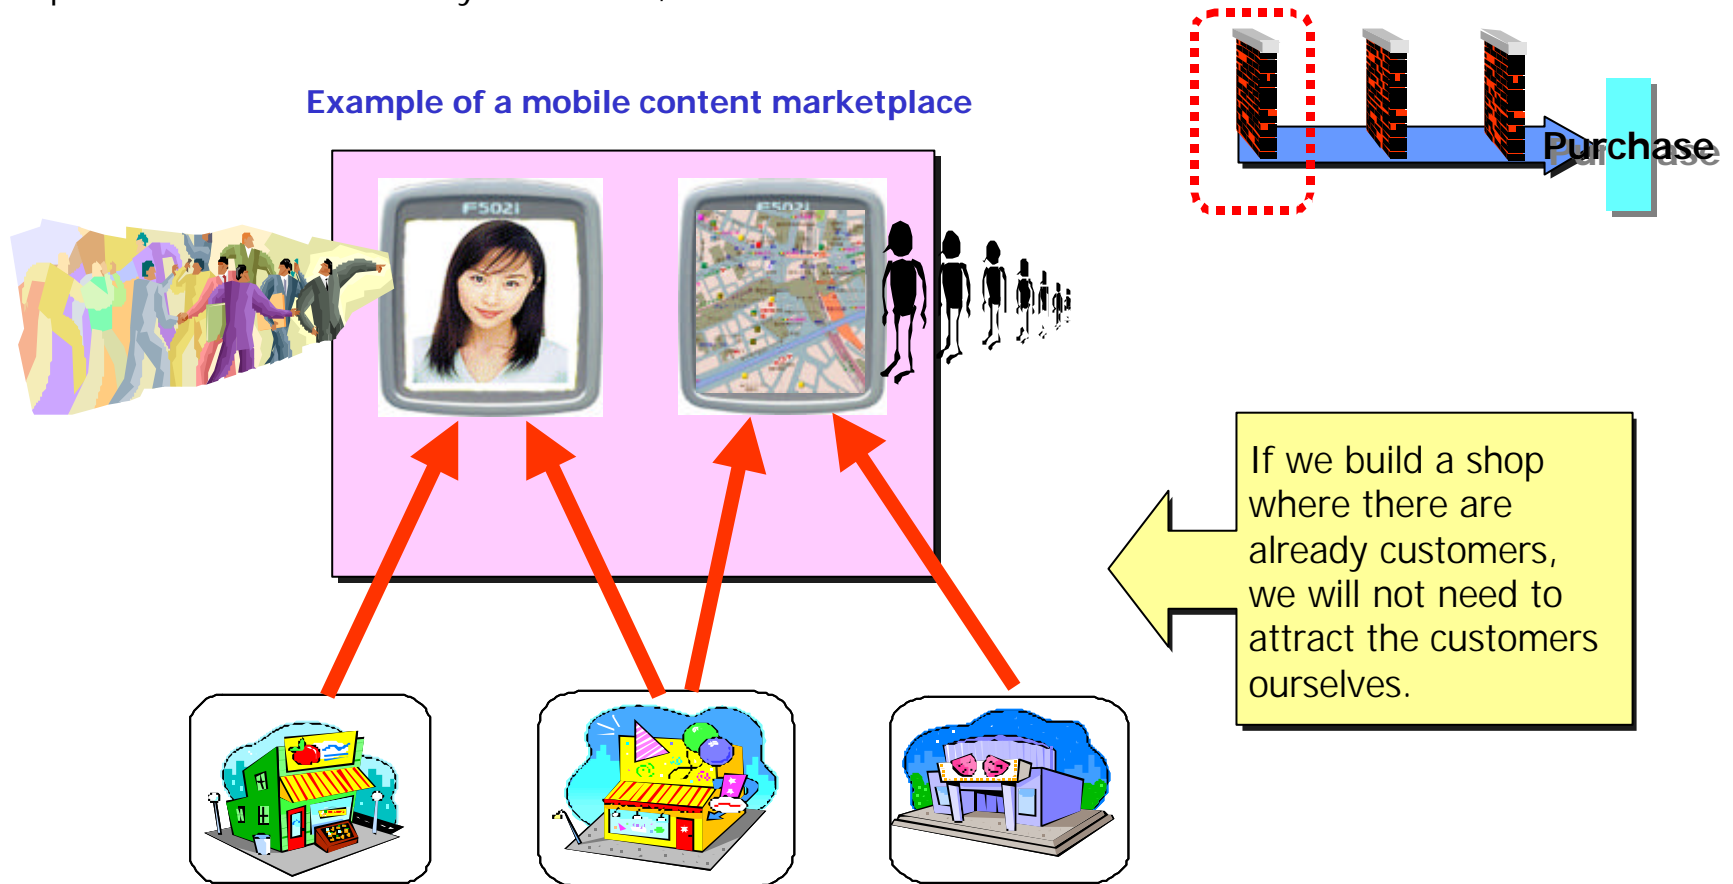 Example of a mobile content marketplace
Purchase
F502i
F502i
If we build a shop
where there are
already customers,
we will not need to
attract the customers
ourselves.